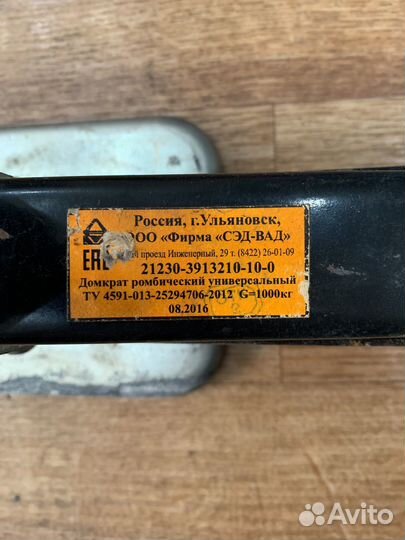 Россия, г.Ульяновск,
ООО «Фирма «СЭД-ВАД»
проезд Инженерный, 29 т. (8422) 26-01-09
EAC
21230-3913210-10-0
Домкрат ромбический универсальный
ТУ 4591-013-25294706-2012 G=1000кг
08.2016
Avito